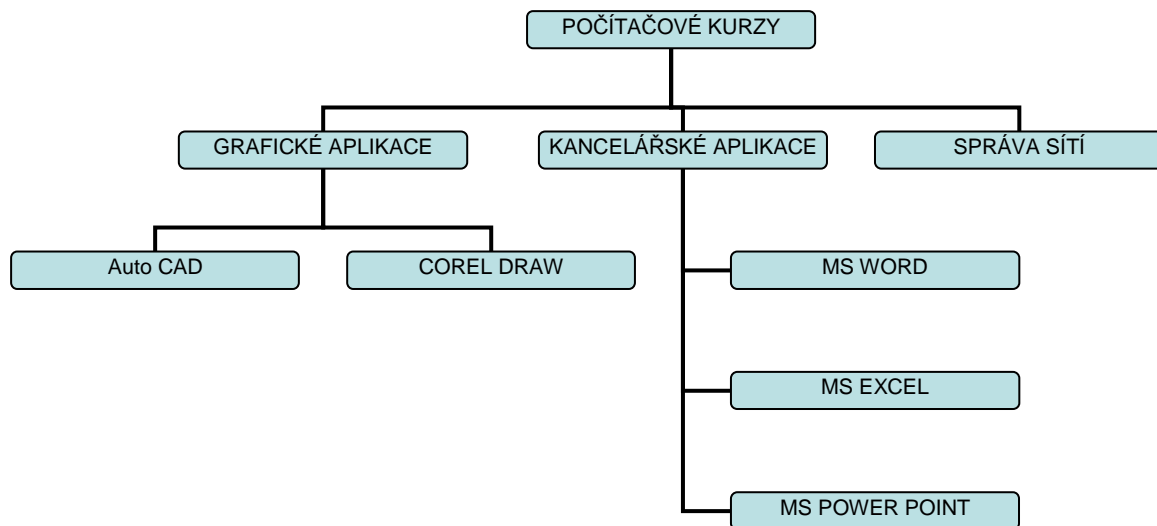 POČÍTAČOVÉ KURZY
GRAFICKÉ APLIKACE
KANCELÁŘSKÉ APLIKACE
SPRÁVA SÍTÍ
Auto CAD
COREL DRAW
MS WORD
MS EXCEL
MS POWER POINT